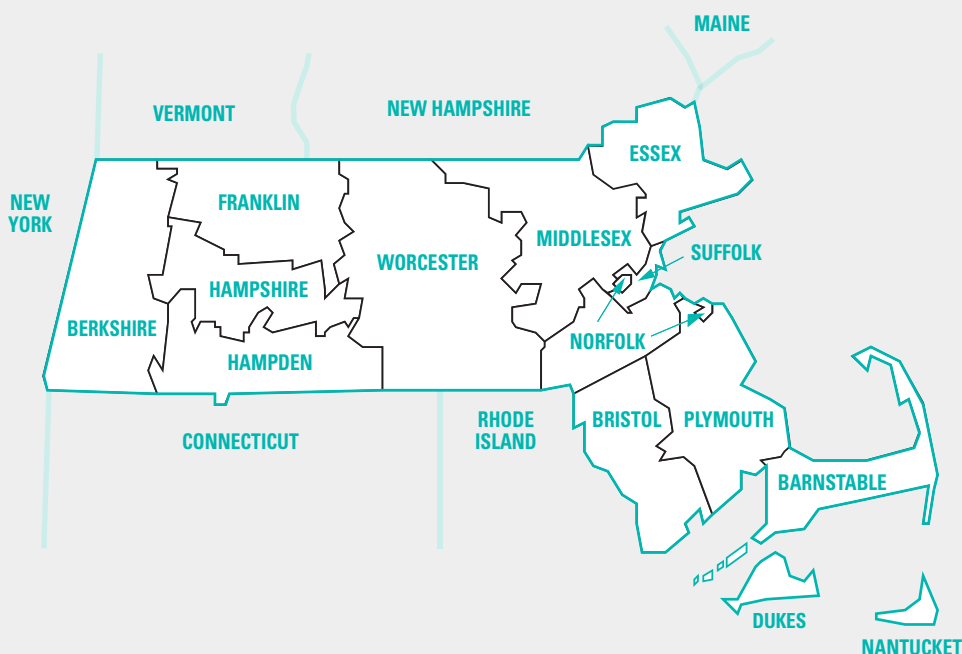 MAINE
VERMONT
NEW HAMPSHIRE
ESSEX
NEW
YORK
FRANKLIN
MIDDLESEX
SUFFOLK
WORCESTER
HAMPSHIRE
BERKSHIRE
NORFOLK
HAMPDEN
CONNECTICUT
RHODE
ISLAND
BRISTOL
PLYMOUTH
BARNSTABLE
DUKES
NANTUCKET